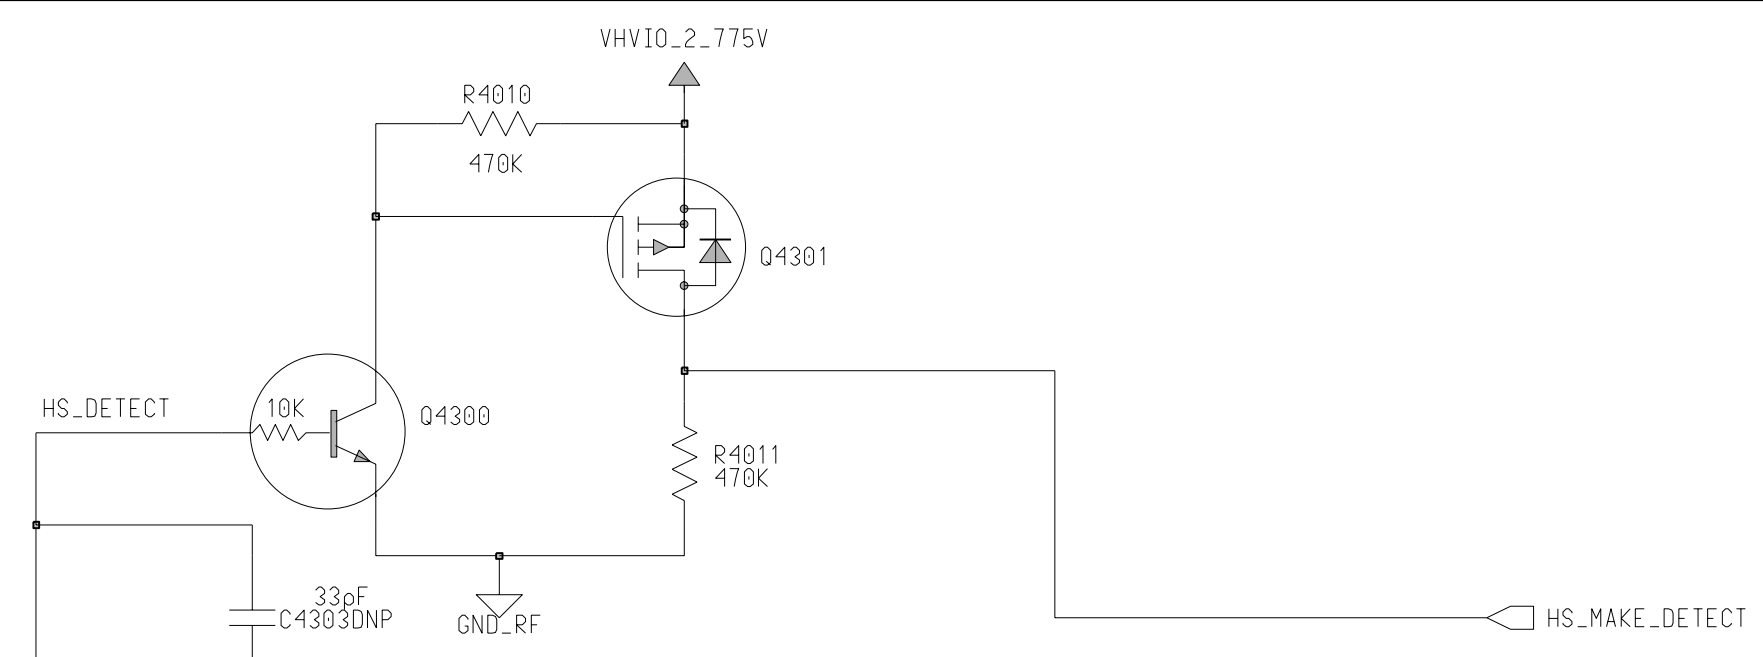 VHVIO_2_775V
R4010
470K
Q4301
HS_DETECT
10K
Q4300
R4011
470K
33pF
C4303DNP
GND_RF
HS_MAKE_DETECT